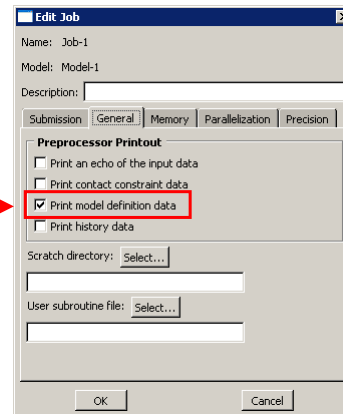 Edit Job
Name: Job-1
Model: Model-1
Description:
Submission General Memory Parallelization Precision
Preprocessor Printout
Print an echo of the input data
Print contact constraint data
Print model definition data
Print history data
Scratch directory: Select...
User subroutine file: Select...
OK Cancel